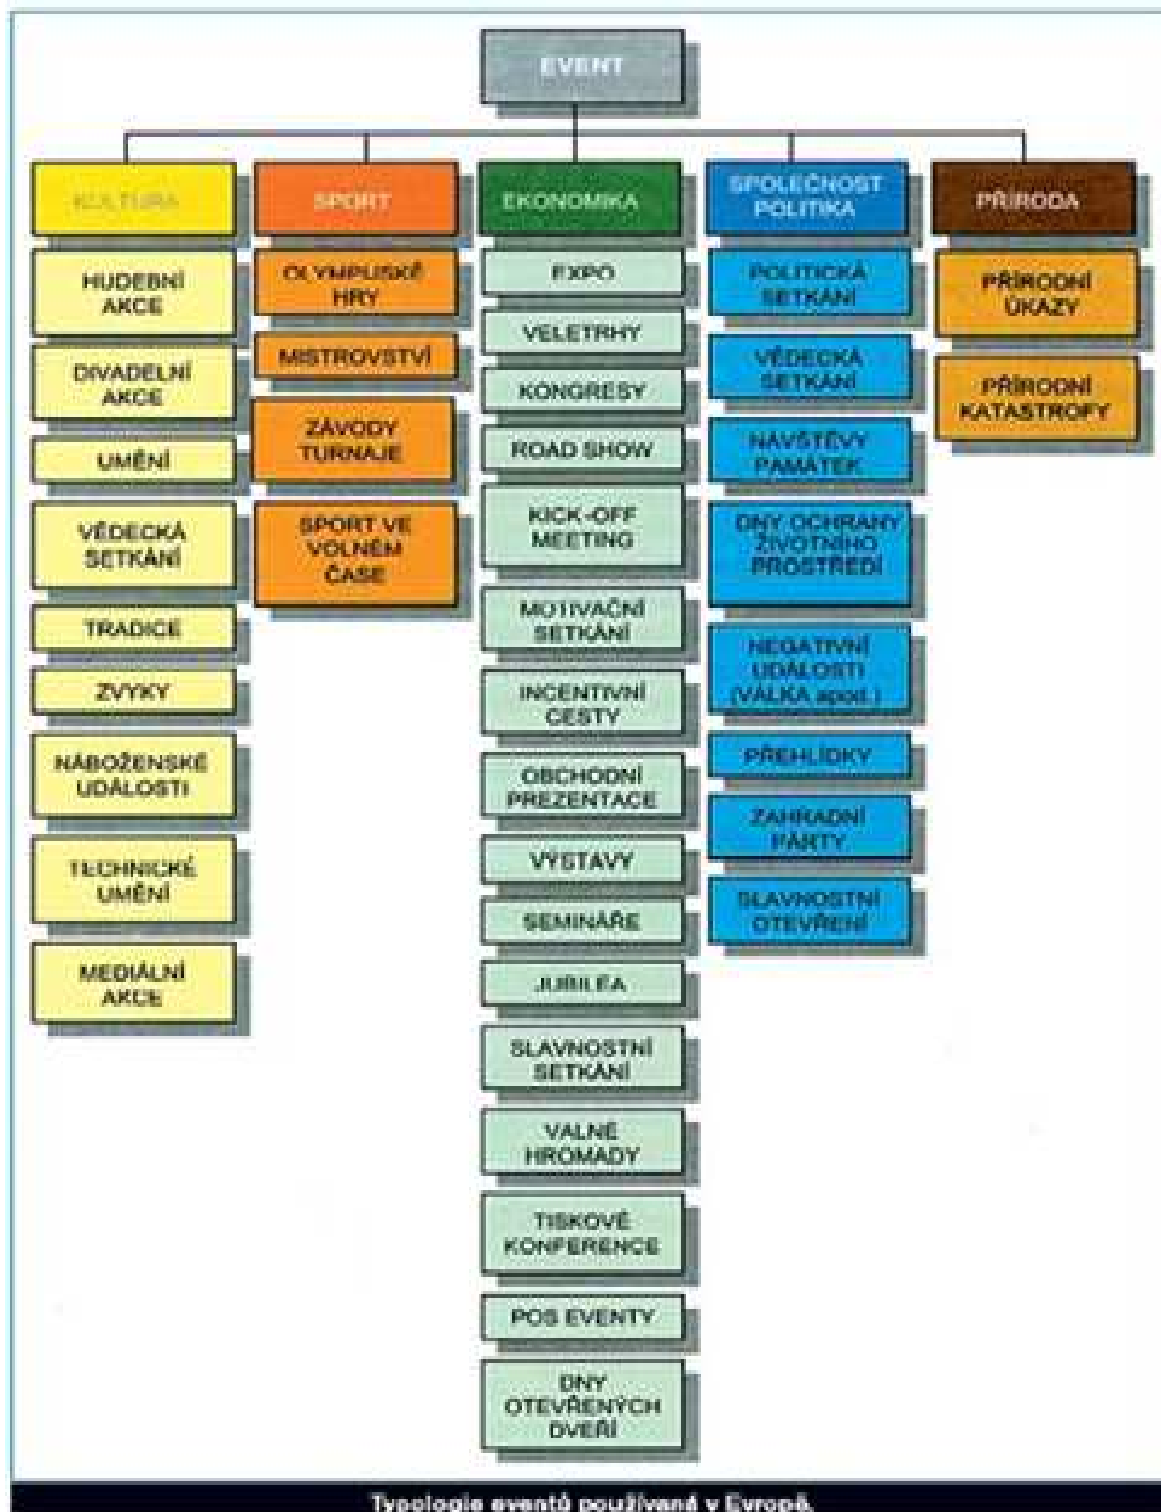 EVENT
KULTURA
HUDEBNÍ
AKCE
DIVADELNÍ
AKCE
UMĚNÍ
VĚDECKÁ
SETKÁNÍ
TRADICE
ZVYKY
NÁBOŽENSKÉ
UDÁLOSTI
TECHNICKÉ
UMĚNÍ
MEDIÁLNÍ
AKCE
SPORT
OLYMPIJSKÉ
HRY
MISTROVSTVÍ
ZÁVODY
TURNAJE
SPORT VE
VOLNÉM
ČASE
EKONOMIKA
EXPO
VELETRHY
KONGRESY
ROAD SHOW
KICK-OFF
MEETING
MOTIVAČNÍ
SETKÁNÍ
INCENTIVNÍ
CESTY
OBCHODNÍ
PREZENTACE
VÝSTAVY
SEMINÁŘE
JUBILEA
SLAVNOSTNÍ
SETKÁNÍ
VALNÉ
HROMADY
TISKOVÉ
KONFERENCE
POS EVENTY
DNY
OTEVŘENÝCH
DVEŘÍ
SPOLEČNOST
POLITIKA
POLITICKÁ
SETKÁNÍ
VĚDECKÁ
SETKÁNÍ
NÁVŠTĚVY
PAMÁTEK
DNY OCHRANY
ŽIVOTNÍHO
PROSTŘEDÍ
NEGATIVNÍ
UDÁLOSTI
(VÁLKA apod.)
PŘEHLÍDKY
ZAHRADNÍ
PÁRTY
SLAVNOSTNÍ
OTEVŘENÍ
PŘÍRODA
PŘÍRODNÍ
ÚKAZY
PŘÍRODNÍ
KATASTROFY
Typologie eventů používaná v Evropě.